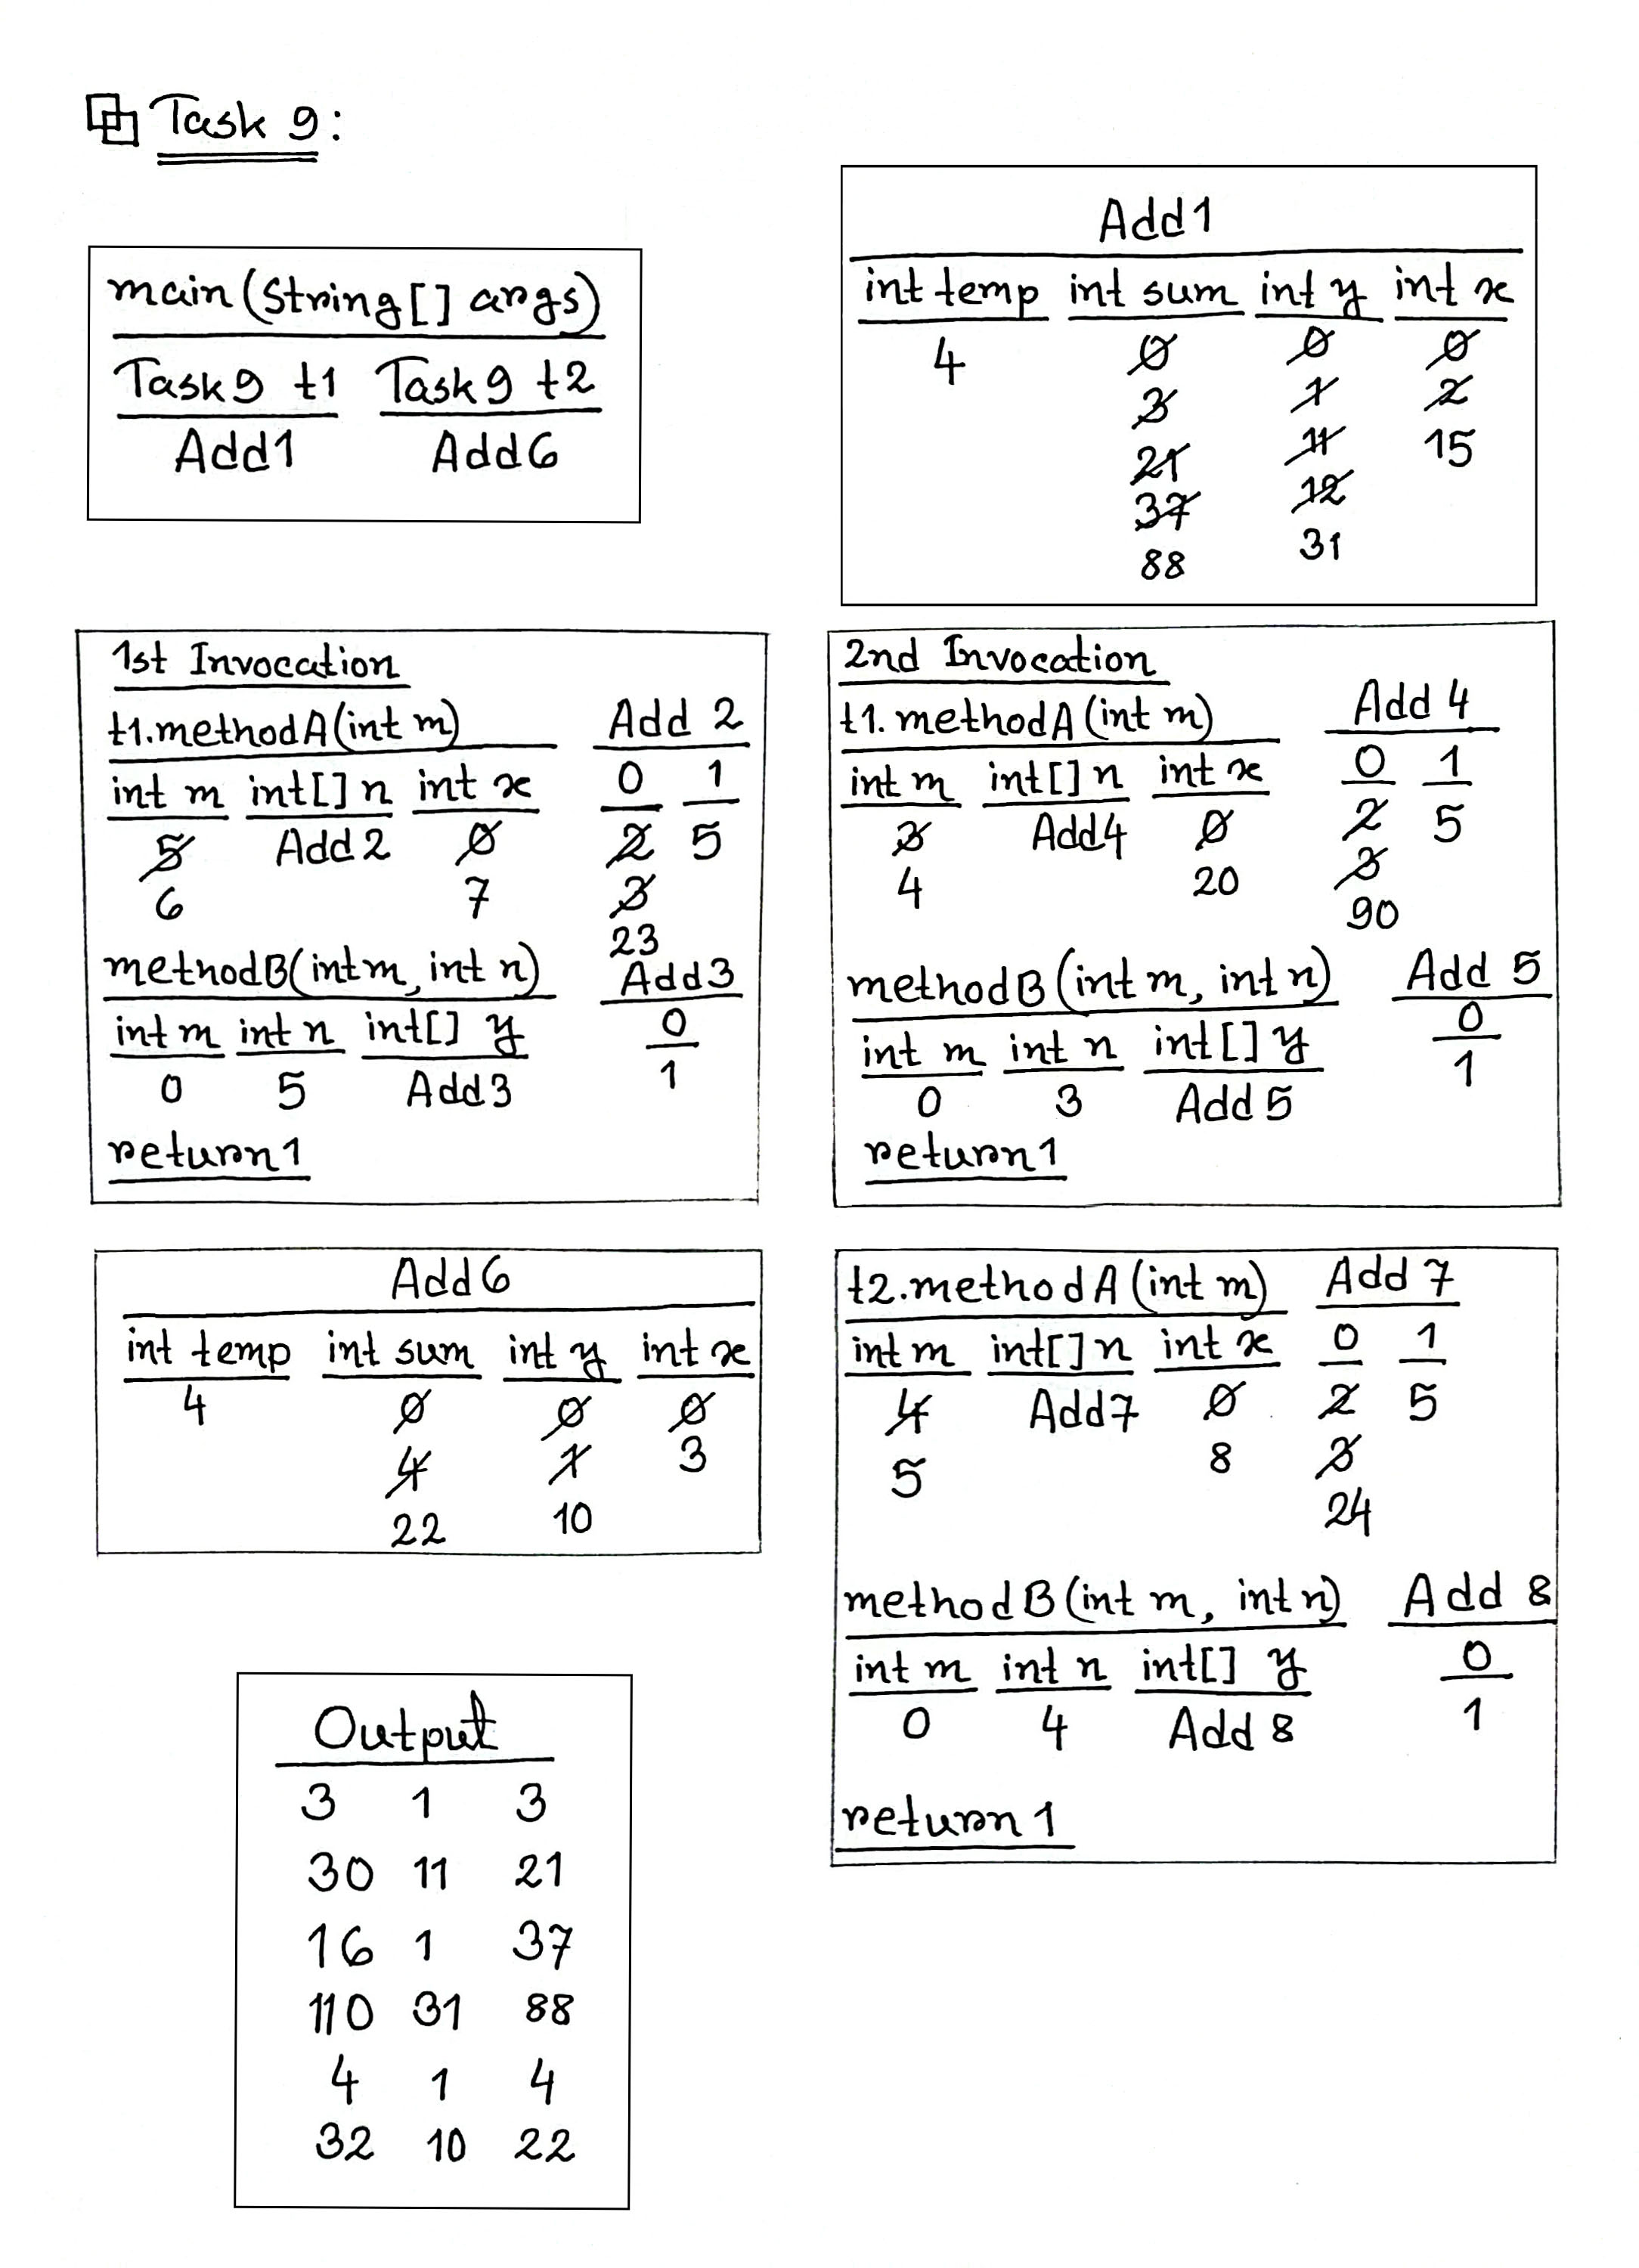 Task 9:
main(String[] args)
Task9 t1 Task9 t2
Add1 Add6
Add1
int temp int sum int y int x
4 0 0 0
3 1 2
21 11 15
37 12
88 31
1st Invocation
t1.methodA(int m) Add 2
int m int[] n int x 0 1
5 Add2 0 2 5
6 7 3
23
methodB(int m, int n) Add3
int m int n int[] y 0
0 5 Add3 1
return 1
2nd Invocation
t1.methodA(int m) Add 4
int m int[] n int x 0 1
3 Add4 0 2 5
4 20 3
90
methodB(int m, int n) Add 5
int m int n int[] y 0
0 3 Add5 1
return 1
Add6
int temp int sum int y int x
4 0 0 0
4 1 3
22 10
t2.methodA(int m) Add 7
int m int[] n int x 0 1
4 Add7 0 2 5
5 8 3
24
methodB(int m, int n) Add 8
int m int n int[] y 0
0 4 Add 8 1
return 1
Output
3 1 3
30 11 21
16 1 37
110 31 88
4 1 4
32 10 22